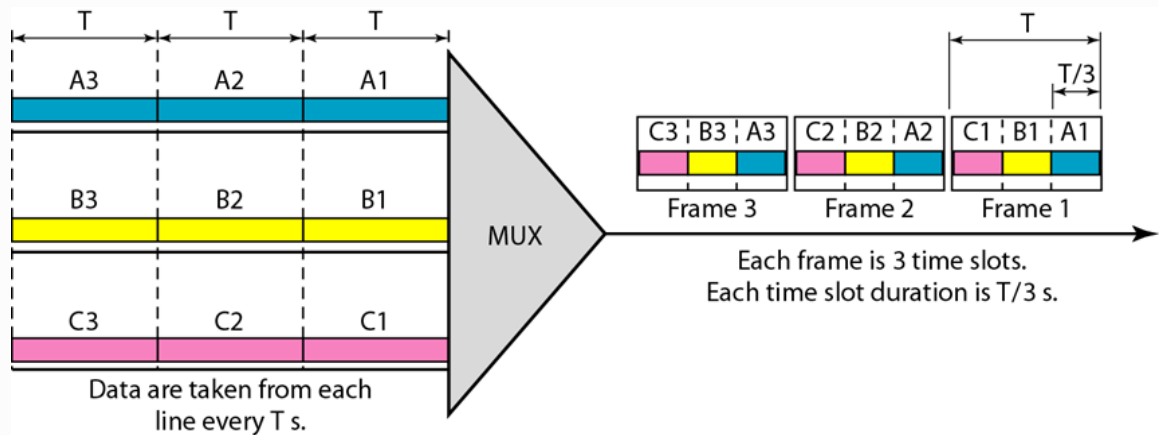 T T T
A3 A2 A1
B3 B2 B1
C3 C2 C1
Data are taken from each
line every T s.
MUX
T
T/3
C3 B3 A3 C2 B2 A2 C1 B1 A1
Frame 3 Frame 2 Frame 1
Each frame is 3 time slots.
Each time slot duration is T/3 s.